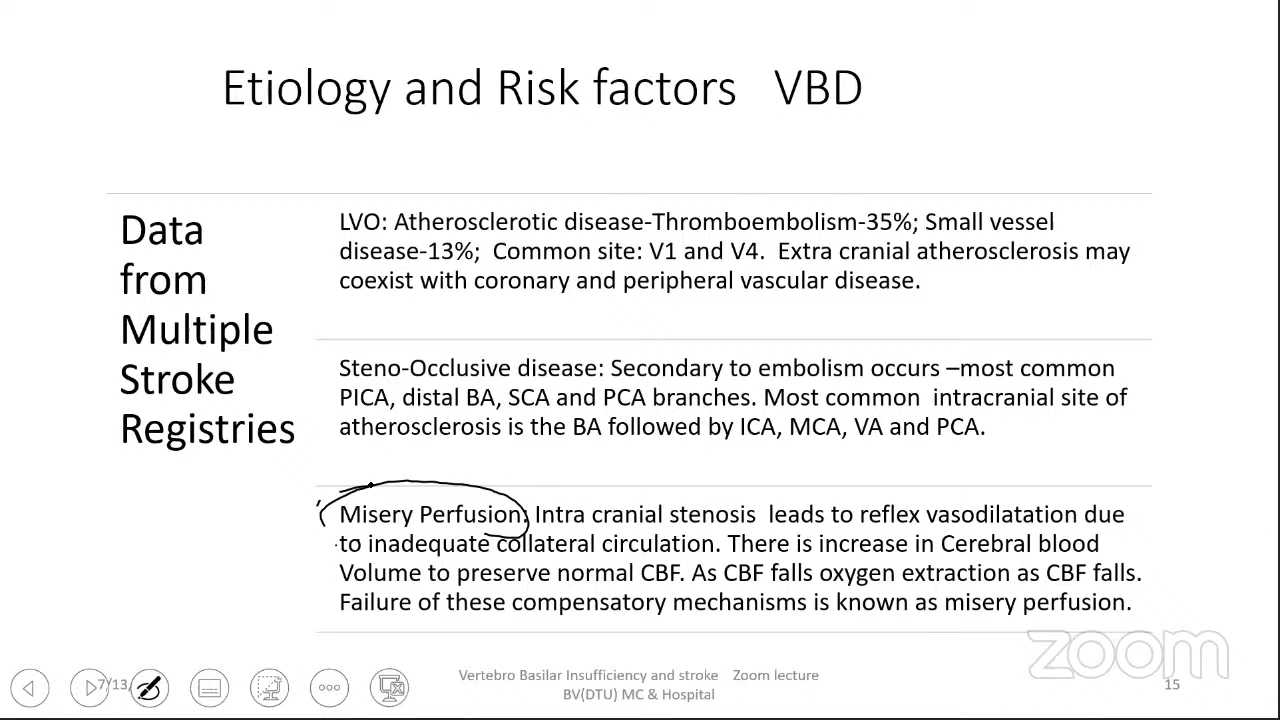 Etiology and Risk factors VBD
Data
from
Multiple
Stroke
Registries
LVO: Atherosclerotic disease-Thromboembolism-35%; Small vessel
disease-13%; Common site: V1 and V4. Extra cranial atherosclerosis may
coexist with coronary and peripheral vascular disease.
Steno-Occlusive disease: Secondary to embolism occurs –most common
PICA, distal BA, SCA and PCA branches. Most common intracranial site of
atherosclerosis is the BA followed by ICA, MCA, VA and PCA.
Misery Perfusion: Intra cranial stenosis leads to reflex vasodilatation due
to inadequate collateral circulation. There is increase in Cerebral blood
Volume to preserve normal CBF. As CBF falls oxygen extraction as CBF falls.
Failure of these compensatory mechanisms is known as misery perfusion.
zoom
Vertebro Basilar Insufficiency and stroke Zoom lecture
BV(DTU) MC & Hospital
15